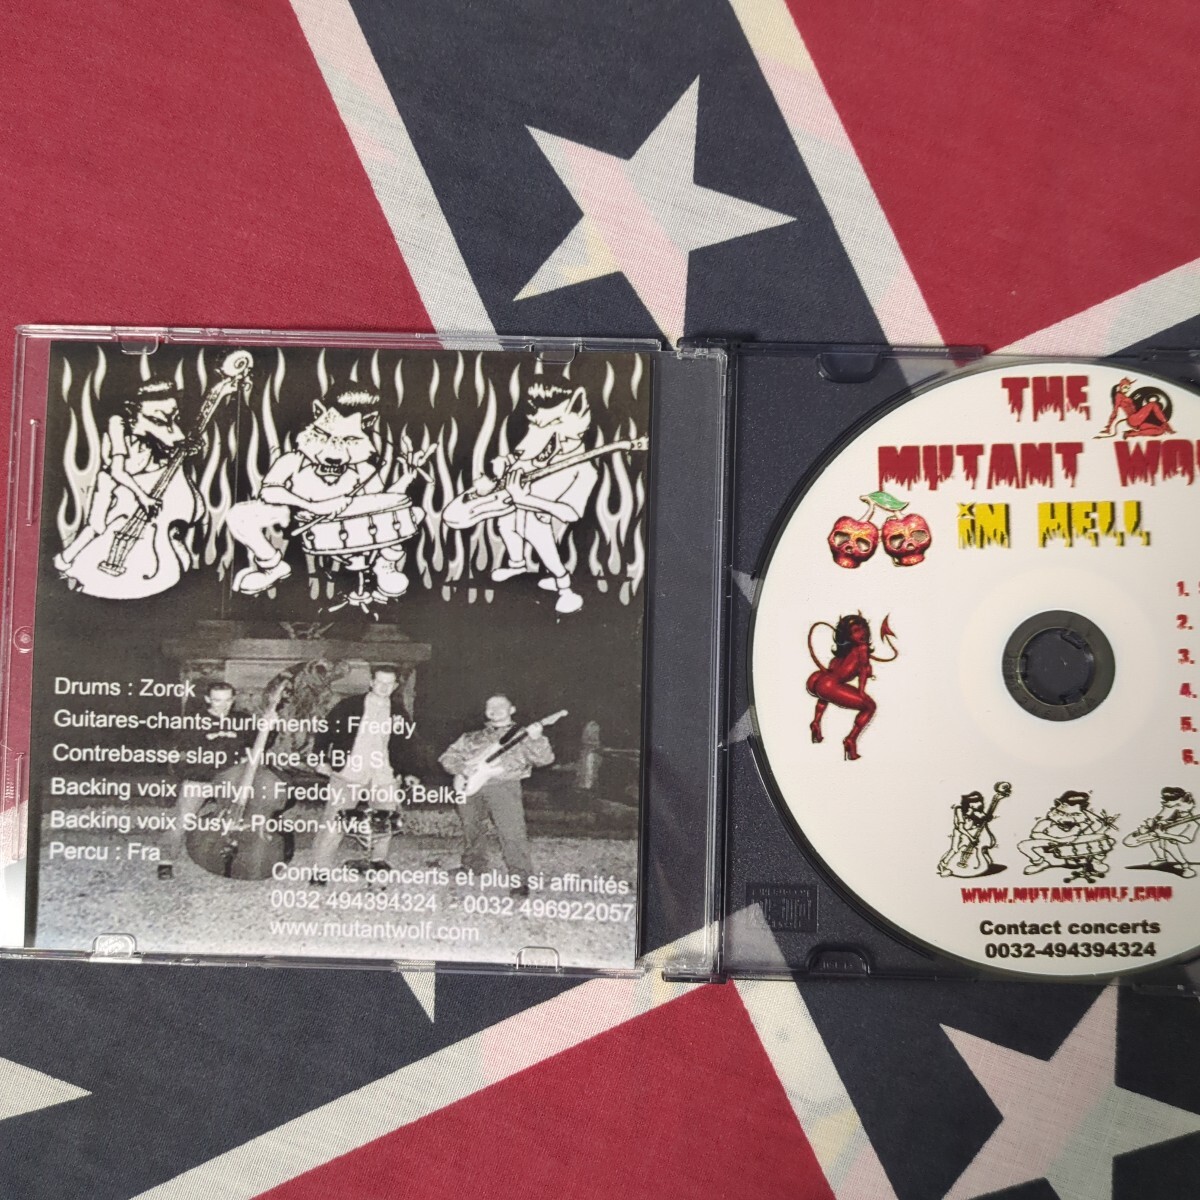 Drums : Zorck
Guitares-chants-hurlements : Freddy
Contrebasse slap : Vince et Big S
Backing voix marilyn : Freddy,Tofolo,Belka
Backing voix Susy : Poison-vivie
Percu : Fra
Contacts concerts et plus si affinités
0032 494394324 - 0032 496922057
www.mutantwolf.com
THE
MUTANT WO
iN HELL
1.
2.
3.
4.
5.
6.
WWW.MUTANTWOLF.COM
Contact concerts
0032-494394324